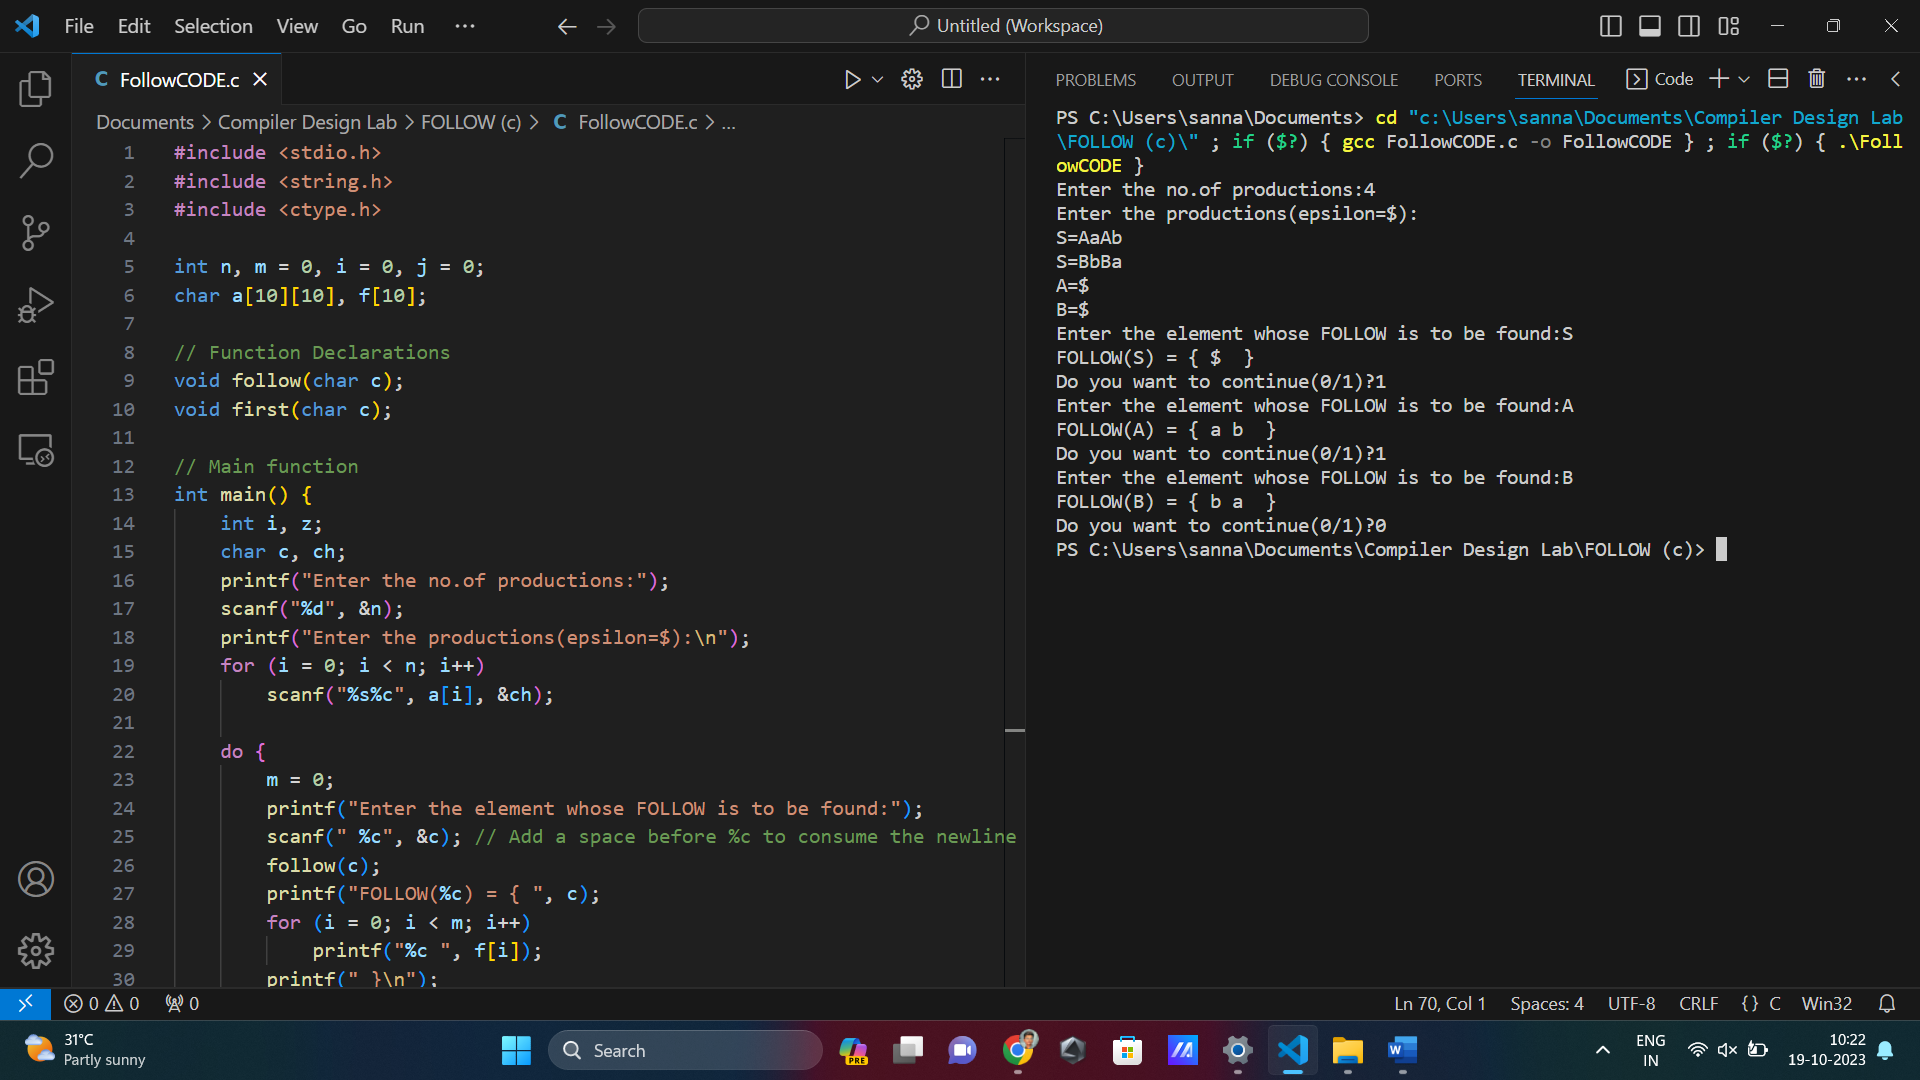 File Edit Selection View Go Run ···
Untitled (Workspace)
C FollowCODE.c
Documents > Compiler Design Lab > FOLLOW (c) > C FollowCODE.c > ...
1 #include <stdio.h>
2 #include <string.h>
3 #include <ctype.h>
4
5 int n, m = 0, i = 0, j = 0;
6 char a[10][10], f[10];
7
8 // Function Declarations
9 void follow(char c);
10 void first(char c);
11
12 // Main function
13 int main() {
14 int i, z;
15 char c, ch;
16 printf("Enter the no.of productions:");
17 scanf("%d", &n);
18 printf("Enter the productions(epsilon=$):\n");
19 for (i = 0; i < n; i++)
20 scanf("%s%c", a[i], &ch);
21
22 do {
23 m = 0;
24 printf("Enter the element whose FOLLOW is to be found:");
25 scanf(" %c", &c); // Add a space before %c to consume the newline
26 follow(c);
27 printf("FOLLOW(%c) = { ", c);
28 for (i = 0; i < m; i++)
29 printf("%c ", f[i]);
30 printf(" }\n");
PROBLEMS OUTPUT DEBUG CONSOLE PORTS TERMINAL Code
PS C:\Users\sanna\Documents> cd "c:\Users\sanna\Documents\Compiler Design Lab
\FOLLOW (c)\" ; if ($?) { gcc FollowCODE.c -o FollowCODE } ; if ($?) { .\Foll
owCODE }
Enter the no.of productions:4
Enter the productions(epsilon=$):
S=AaAb
S=BbBa
A=$
B=$
Enter the element whose FOLLOW is to be found:S
FOLLOW(S) = { $  }
Do you want to continue(0/1)?1
Enter the element whose FOLLOW is to be found:A
FOLLOW(A) = { a b  }
Do you want to continue(0/1)?1
Enter the element whose FOLLOW is to be found:B
FOLLOW(B) = { b a  }
Do you want to continue(0/1)?0
PS C:\Users\sanna\Documents\Compiler Design Lab\FOLLOW (c)>
0 0 0
Ln 70, Col 1 Spaces: 4 UTF-8 CRLF {} C Win32
31°C
Partly sunny
Search
PRE
W
ENG
IN
10:22
19-10-2023